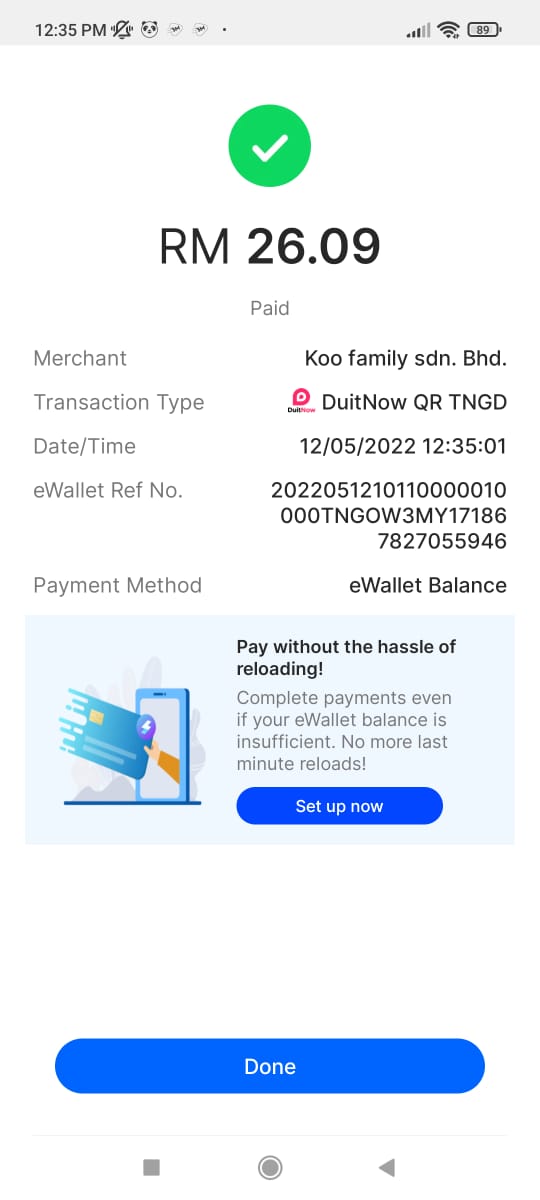 12:35 PM 89
RM 26.09
Paid
Merchant Koo family sdn. Bhd.
Transaction Type DuitNow DuitNow QR TNGD
Date/Time 12/05/2022 12:35:01
eWallet Ref No. 2022051210110000010
000TNGOW3MY17186
7827055946
Payment Method eWallet Balance
Pay without the hassle of
reloading!
Complete payments even
if your eWallet balance is
insufficient. No more last
minute reloads!
Set up now
Done